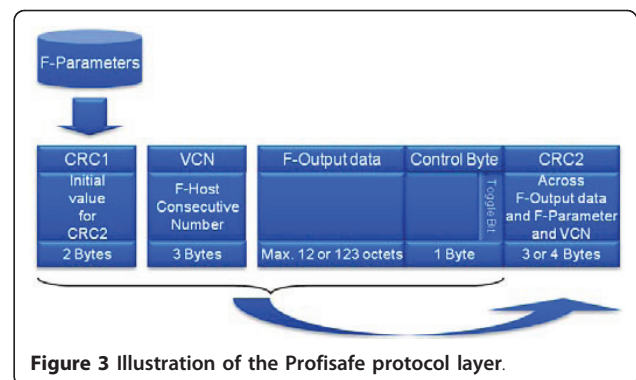 F-Parameters
CRC1
Initial
value
for
CRC2
2 Bytes
VCN
F-Host
Consecutive
Number
3 Bytes
F-Output data
Max. 12 or 123 octets
Control Byte
Toggle Bit
1 Byte
CRC2
Across
F-Output data
and F-Parameter
and VCN
3 or 4 Bytes
Figure 3 Illustration of the Profisafe protocol layer.